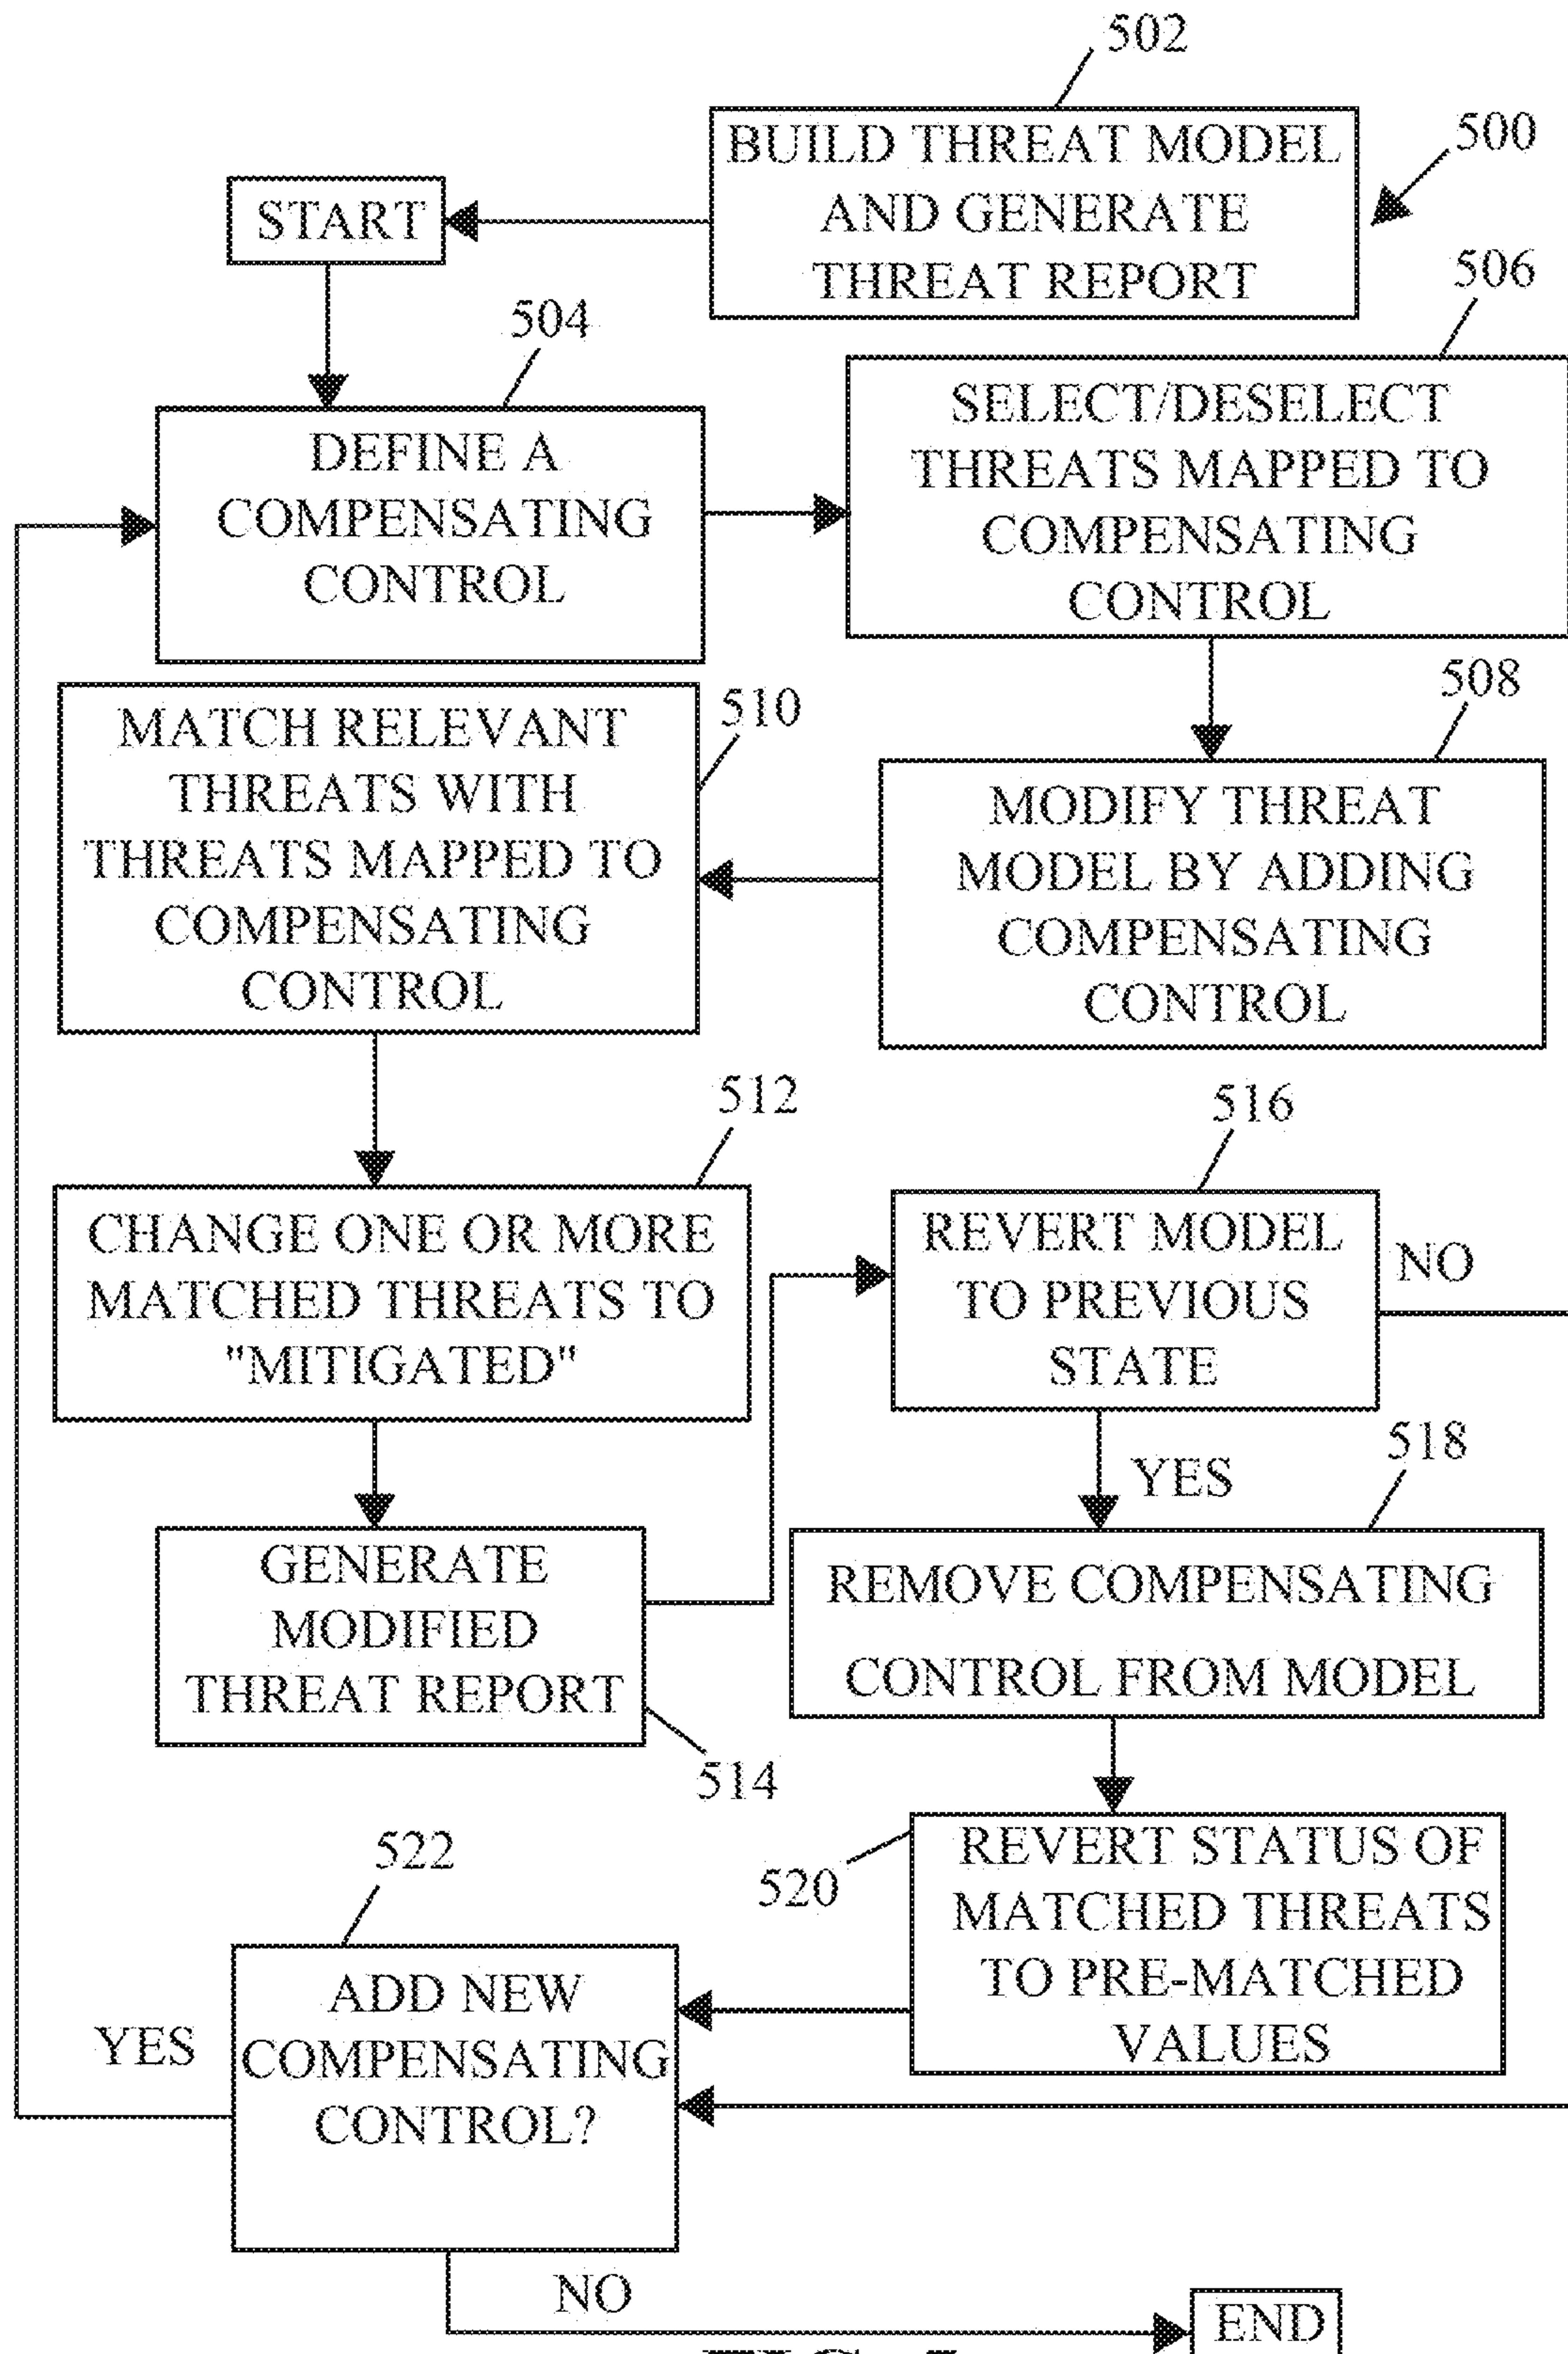 502
BUILD THREAT MODEL
AND GENERATE
THREAT REPORT
500
START
504
DEFINE A
COMPENSATING
CONTROL
506
SELECT/DESELECT
THREATS MAPPED TO
COMPENSATING
CONTROL
508
MODIFY THREAT
MODEL BY ADDING
COMPENSATING
CONTROL
510
MATCH RELEVANT
THREATS WITH
THREATS MAPPED TO
COMPENSATING
CONTROL
512
CHANGE ONE OR MORE
MATCHED THREATS TO
"MITIGATED"
GENERATE
MODIFIED
THREAT REPORT
514
516
REVERT MODEL
TO PREVIOUS
STATE
NO
YES
518
REMOVE COMPENSATING
CONTROL FROM MODEL
520
REVERT STATUS OF
MATCHED THREATS
TO PRE-MATCHED
VALUES
522
ADD NEW
COMPENSATING
CONTROL?
YES
NO
END